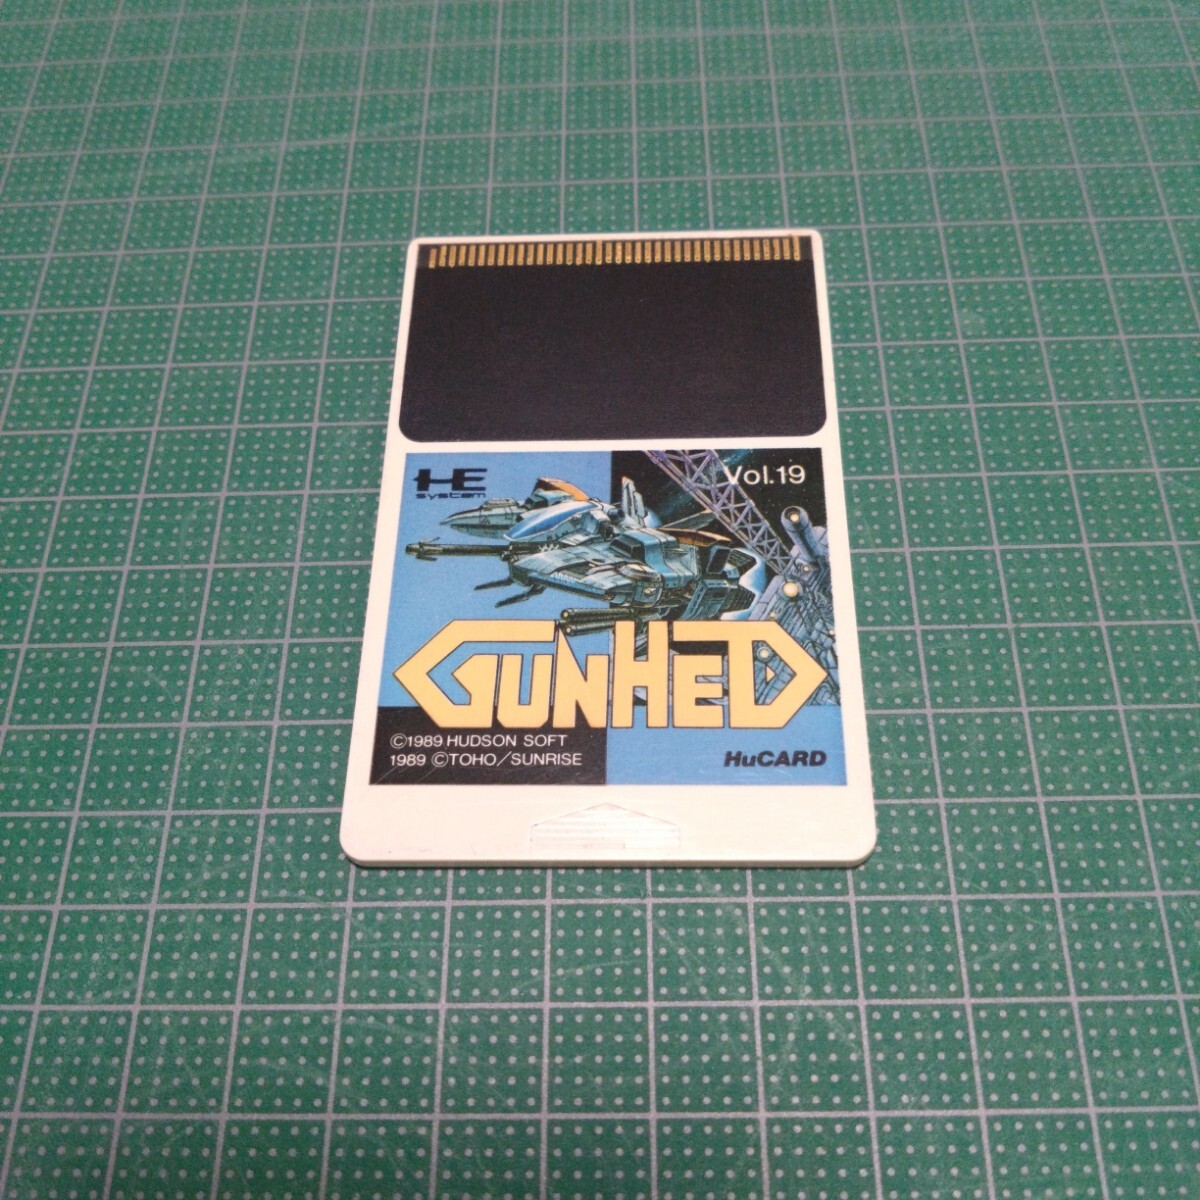 HE
system
Vol.19
GUNHED
©1989 HUDSON SOFT
1989 ©TOHO/SUNRISE
HuCARD